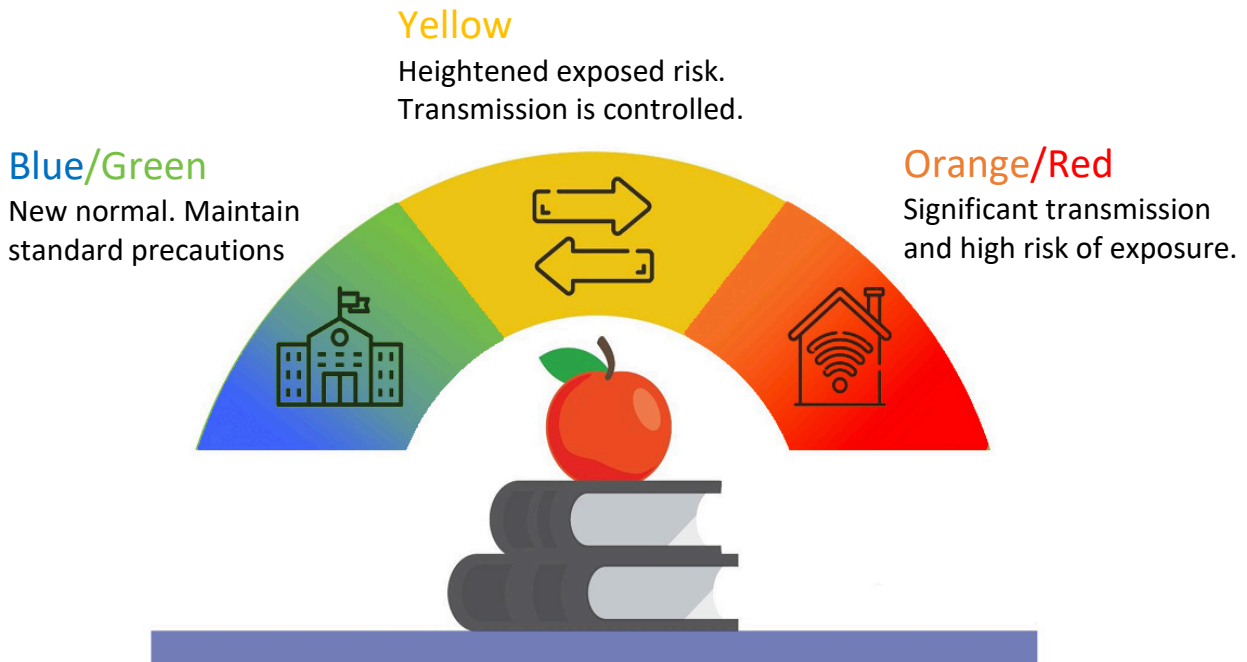 Yellow
Heightened exposed risk.
Transmission is controlled.
Blue/Green
New normal. Maintain
standard precautions
Orange/Red
Significant transmission
and high risk of exposure.